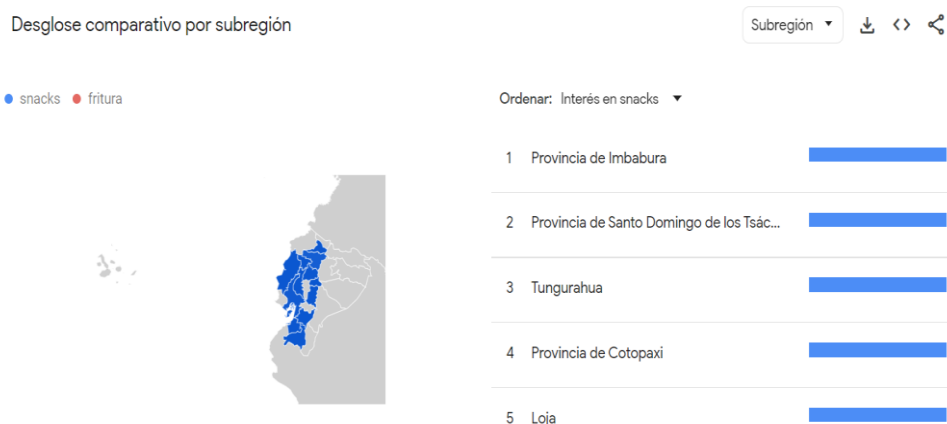 Desglose comparativo por subregión
Subregión
snacks fritura
Ordenar: Interés en snacks
1 Provincia de Imbabura
2 Provincia de Santo Domingo de los Tsác...
3 Tungurahua
4 Provincia de Cotopaxi
5 Loja